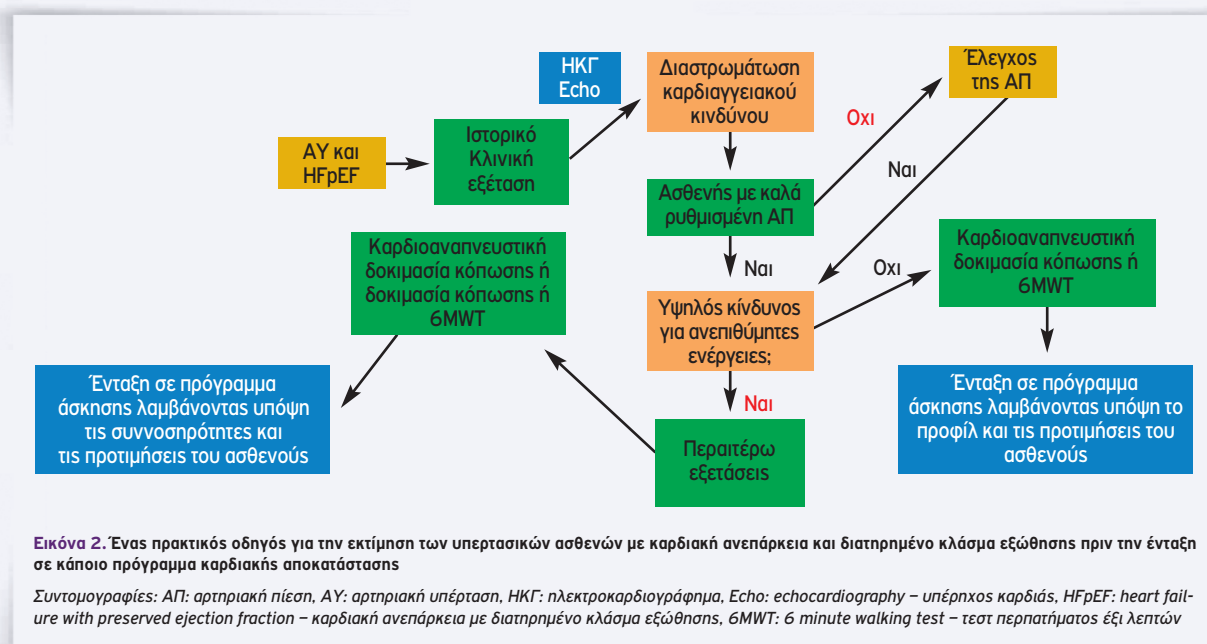 ΑΥ και
HFpEF
Ιστορικό
Κλινική
εξέταση
ΗΚΓ
Echo
Διαστρωμάτωση
καρδιαγγειακού
κινδύνου
Ασθενής με καλά
ρυθμισμένη ΑΠ
Οχι
Έλεγχος
της ΑΠ
Ναι
Ναι
Υψηλός κίνδυνος
για ανεπιθύμητες
ενέργειες;
Οχι
Καρδιοαναπνευστική
δοκιμασία κόπωσης ή
6MWT
Ένταξη σε πρόγραμμα
άσκησης λαμβάνοντας υπόψη το
προφίλ και τις προτιμήσεις του
ασθενούς
Ναι
Περαιτέρω
εξετάσεις
Καρδιοαναπνευστική
δοκιμασία κόπωσης ή
δοκιμασία κόπωσης ή
6MWT
Ένταξη σε πρόγραμμα
άσκησης λαμβάνοντας υπόψη
τις συννοσηρότητες και
τις προτιμήσεις του ασθενούς
Εικόνα 2. Ένας πρακτικός οδηγός για την εκτίμηση των υπερτασικών ασθενών με καρδιακή ανεπάρκεια και διατηρημένο κλάσμα εξώθησης πριν την ένταξη
σε κάποιο πρόγραμμα καρδιακής αποκατάστασης
Συντομογραφίες: ΑΠ: αρτηριακή πίεση, ΑΥ: αρτηριακή υπέρταση, ΗΚΓ: ηλεκτροκαρδιογράφημα, Echo: echocardiography – υπέρηχος καρδιάς, HFpEF: heart fail-
ure with preserved ejection fraction – καρδιακή ανεπάρκεια με διατηρημένο κλάσμα εξώθησης, 6MWT: 6 minute walking test – τεστ περπατήματος έξι λεπτών